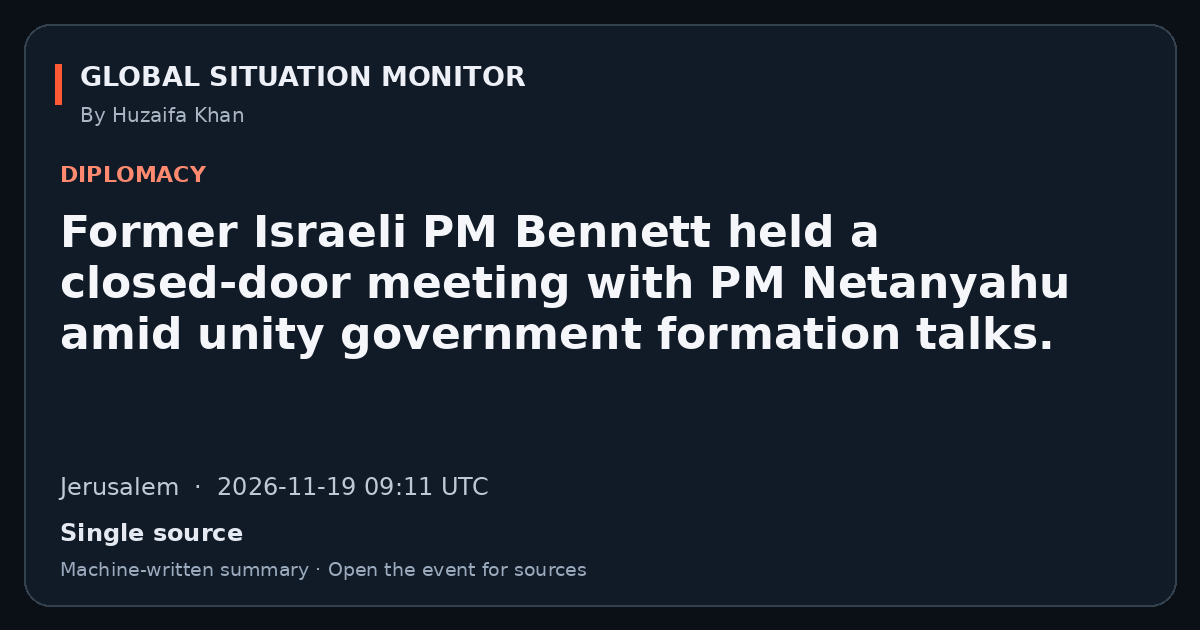 GLOBAL SITUATION MONITOR
By Huzaifa Khan
DIPLOMACY
Former Israeli PM Bennett held a
closed-door meeting with PM Netanyahu
amid unity government formation talks.
Jerusalem · 2026-11-19 09:11 UTC
Single source
Machine-written summary · Open the event for sources